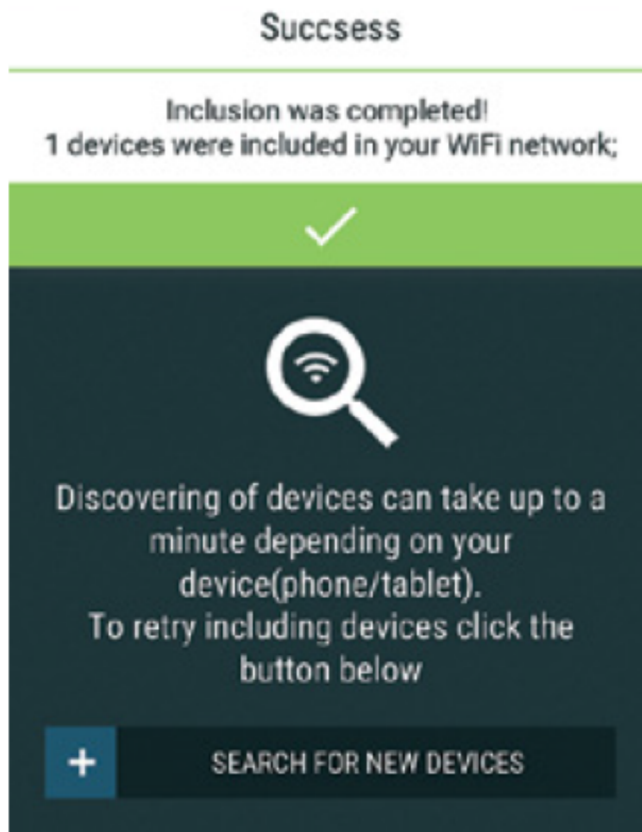 Succsess
Inclusion was completed!
1 devices were included in your WiFi network;
Discovering of devices can take up to a
minute depending on your
device(phone/tablet).
To retry including devices click the
button below
+ SEARCH FOR NEW DEVICES